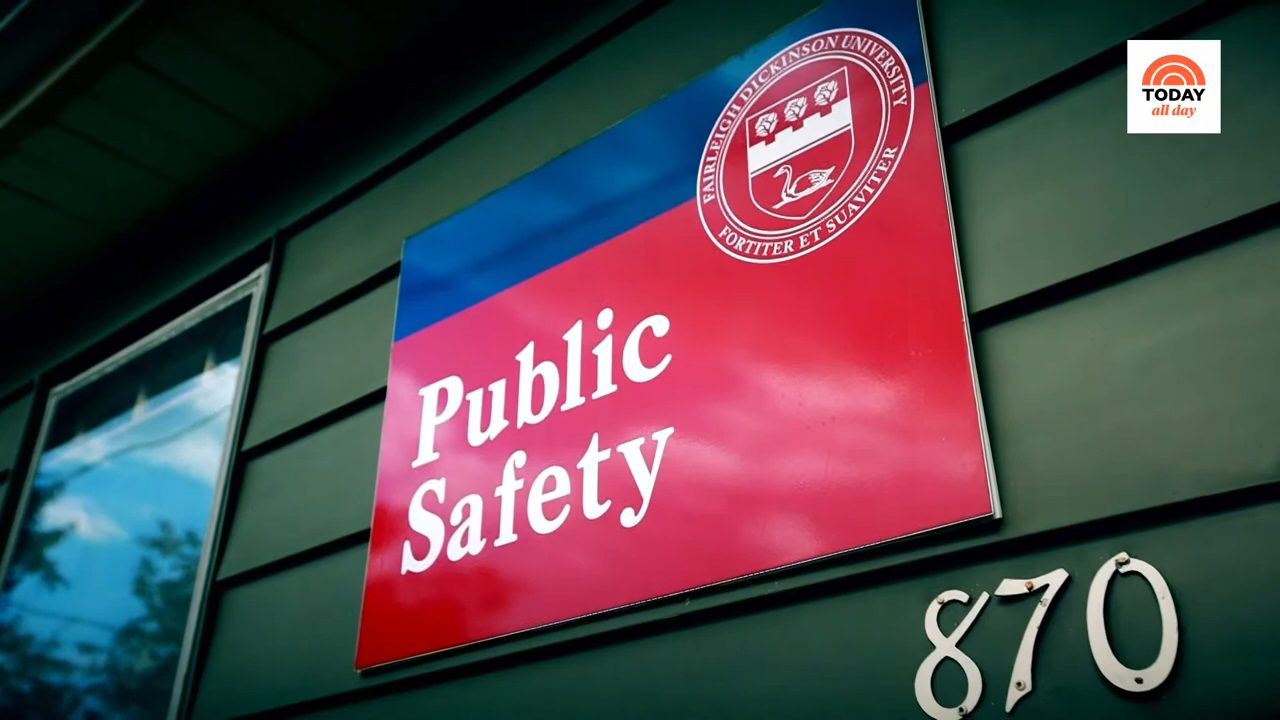 FAIRLEIGH DICKINSON UNIVERSITY
FORTITER ET SUAVITER
TODAY
all day
Public
Safety
870